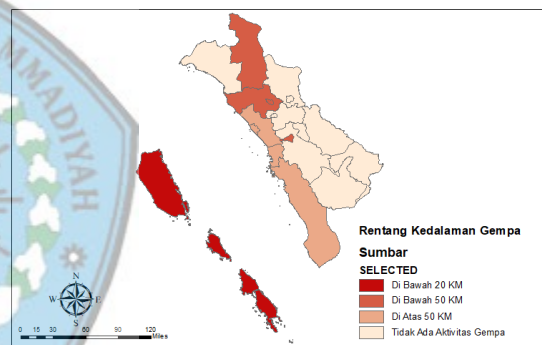 MMADIYAH
Rentang Kedalaman Gempa
Sumbar
SELECTED
Di Bawah 20 KM
Di Bawah 50 KM
Di Atas 50 KM
Tidak Ada Aktivitas Gempa
N
W E
S
0 15 30 60 90 120
Miles